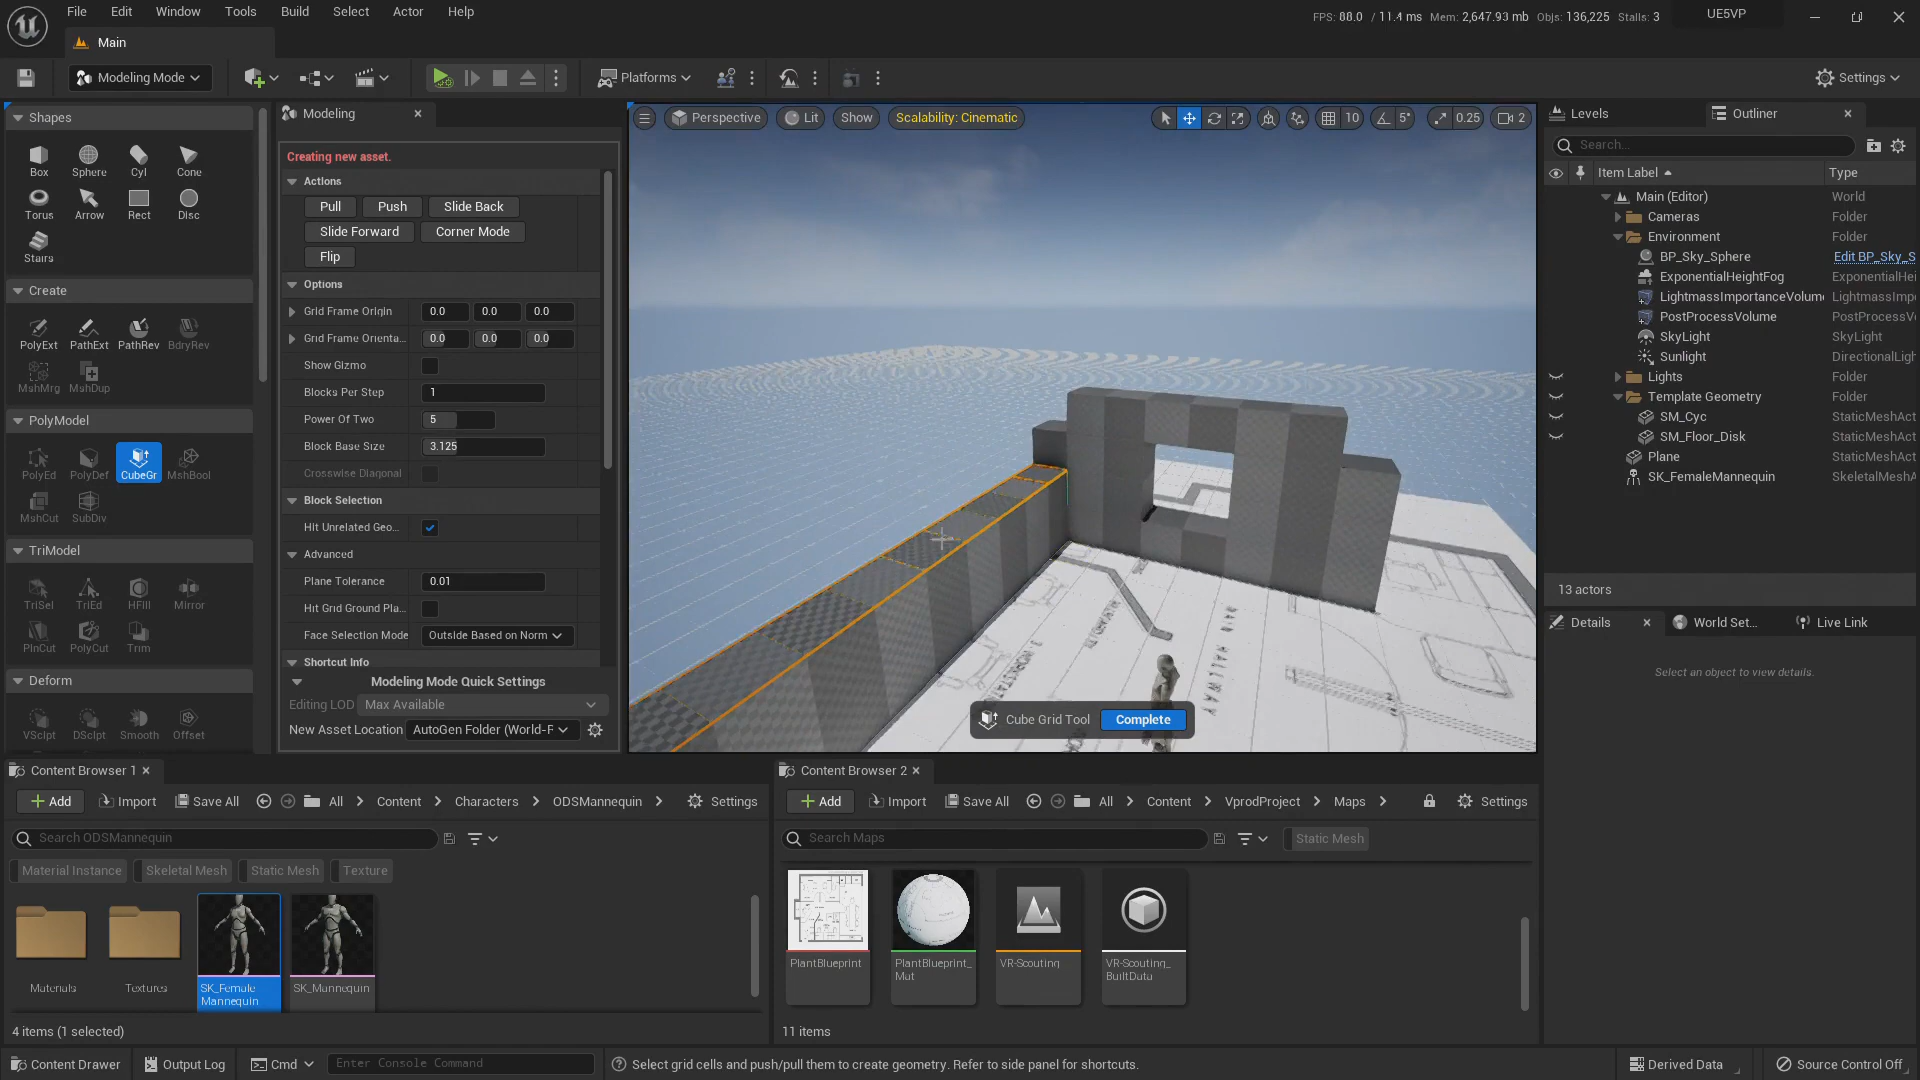 File Edit Window Tools Build Select Actor Help
FPS: 88.0 / 11.4 ms Mem: 2,647.93 mb Objs: 136,225 Stalls: 3
UE5VP
Main
Modeling Mode
Platforms
Settings
Shapes
Box Sphere Cyl Cone
Torus Arrow Rect Disc
Stairs
Create
PolyExt PathExt PathRev BdryRev
MshMrg MshDup
PolyModel
PolyEd PolyDef CubeGr MshBool
MshCut SubDiv
TriModel
TriSel TriEd HFill Mirror
PlnCut PolyCut Trim
Deform
VSclpt DSclpt Smooth Offset
Modeling
Creating new asset.
Actions
Pull Push Slide Back
Slide Forward Corner Mode
Flip
Options
Grid Frame Origin 0.0 0.0 0.0
Grid Frame Orienta... 0.0 0.0 0.0
Show Gizmo
Blocks Per Step 1
Power Of Two 5
Block Base Size 3.125
Crosswise Diagonal
Block Selection
Hit Unrelated Geo...
Advanced
Plane Tolerance 0.01
Hit Grid Ground Pla...
Face Selection Mode Outside Based on Norm
Shortcut Info
Modeling Mode Quick Settings
Editing LOD Max Available
New Asset Location AutoGen Folder (World-F
Perspective Lit Show Scalability: Cinematic
10 5° 0.25 2
Cube Grid Tool Complete
Levels Outliner
Search...
Item Label Type
Main (Editor) World
Cameras Folder
Environment Folder
BP_Sky_Sphere Edit BP_Sky_S
ExponentialHeightFog ExponentialHei
LightmassImportanceVolume LightmassImp
PostProcessVolume PostProcessV
SkyLight SkyLight
Sunlight DirectionalLigh
Lights Folder
Template Geometry Folder
SM_Cyc StaticMeshAct
SM_Floor_Disk StaticMeshAct
Plane StaticMeshAct
SK_FemaleMannequin SkeletalMeshA
13 actors
Details World Set... Live Link
Select an object to view details.
Content Browser 1
Add Import Save All All Content Characters ODSMannequin Settings
Search ODSMannequin
Material Instance Skeletal Mesh Static Mesh Texture
Materials Textures SK_Female SK_Mannequin
Mannequin
4 items (1 selected)
Content Browser 2
Add Import Save All All Content VprodProject Maps Settings
Search Maps
Static Mesh
PlantBlueprint PlantBlueprint_ VR-Scouting VR-Scouting_
Mut BuiltData
11 items
Content Drawer Output Log Cmd Enter Console Command
Select grid cells and push/pull them to create geometry. Refer to side panel for shortcuts.
Derived Data Source Control Off